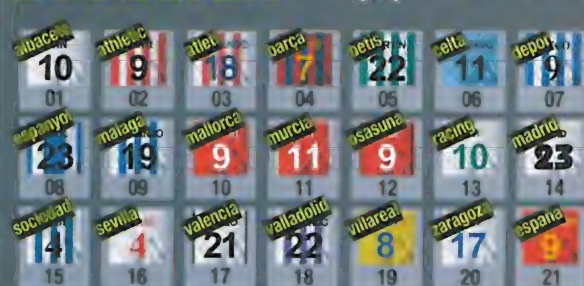 albacete athletic atlet barça betis celta depor
10 9 18 7 22 11 9
01 02 03 04 05 06 07
espanyol malaga mallorca murcia osasuna racing madrid
23 19 9 11 9 10 23
08 09 10 11 12 13 14
sociedad sevilla valencia valladolid villareal zaragoza españa
4 4 21 22 8 17 9
15 16 17 18 19 20 21